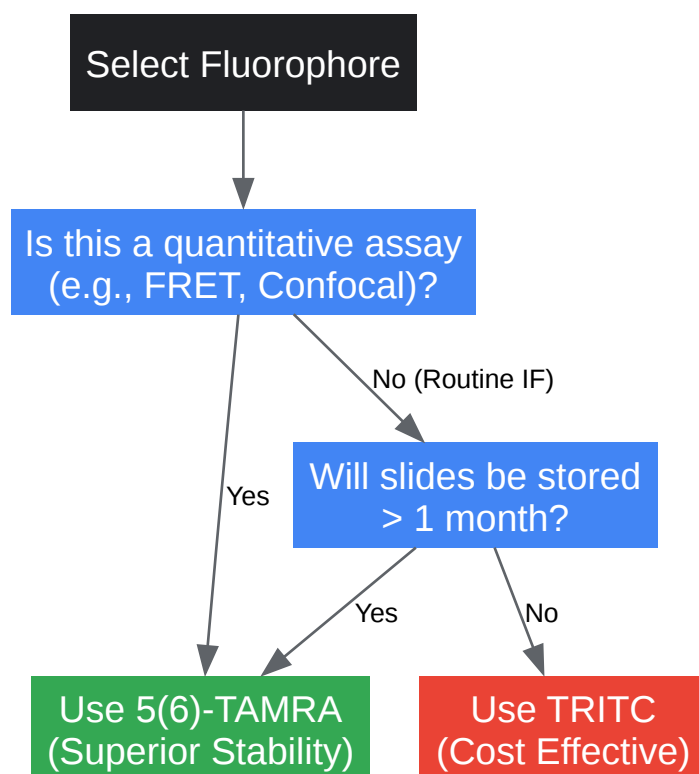 Select Fluorophore
Is this a quantitative assay
(e.g., FRET, Confocal)?
No (Routine IF)
Will slides be stored
> 1 month?
Yes
Yes
No
Use 5(6)-TAMRA
(Superior Stability)
Use TRITC
(Cost Effective)